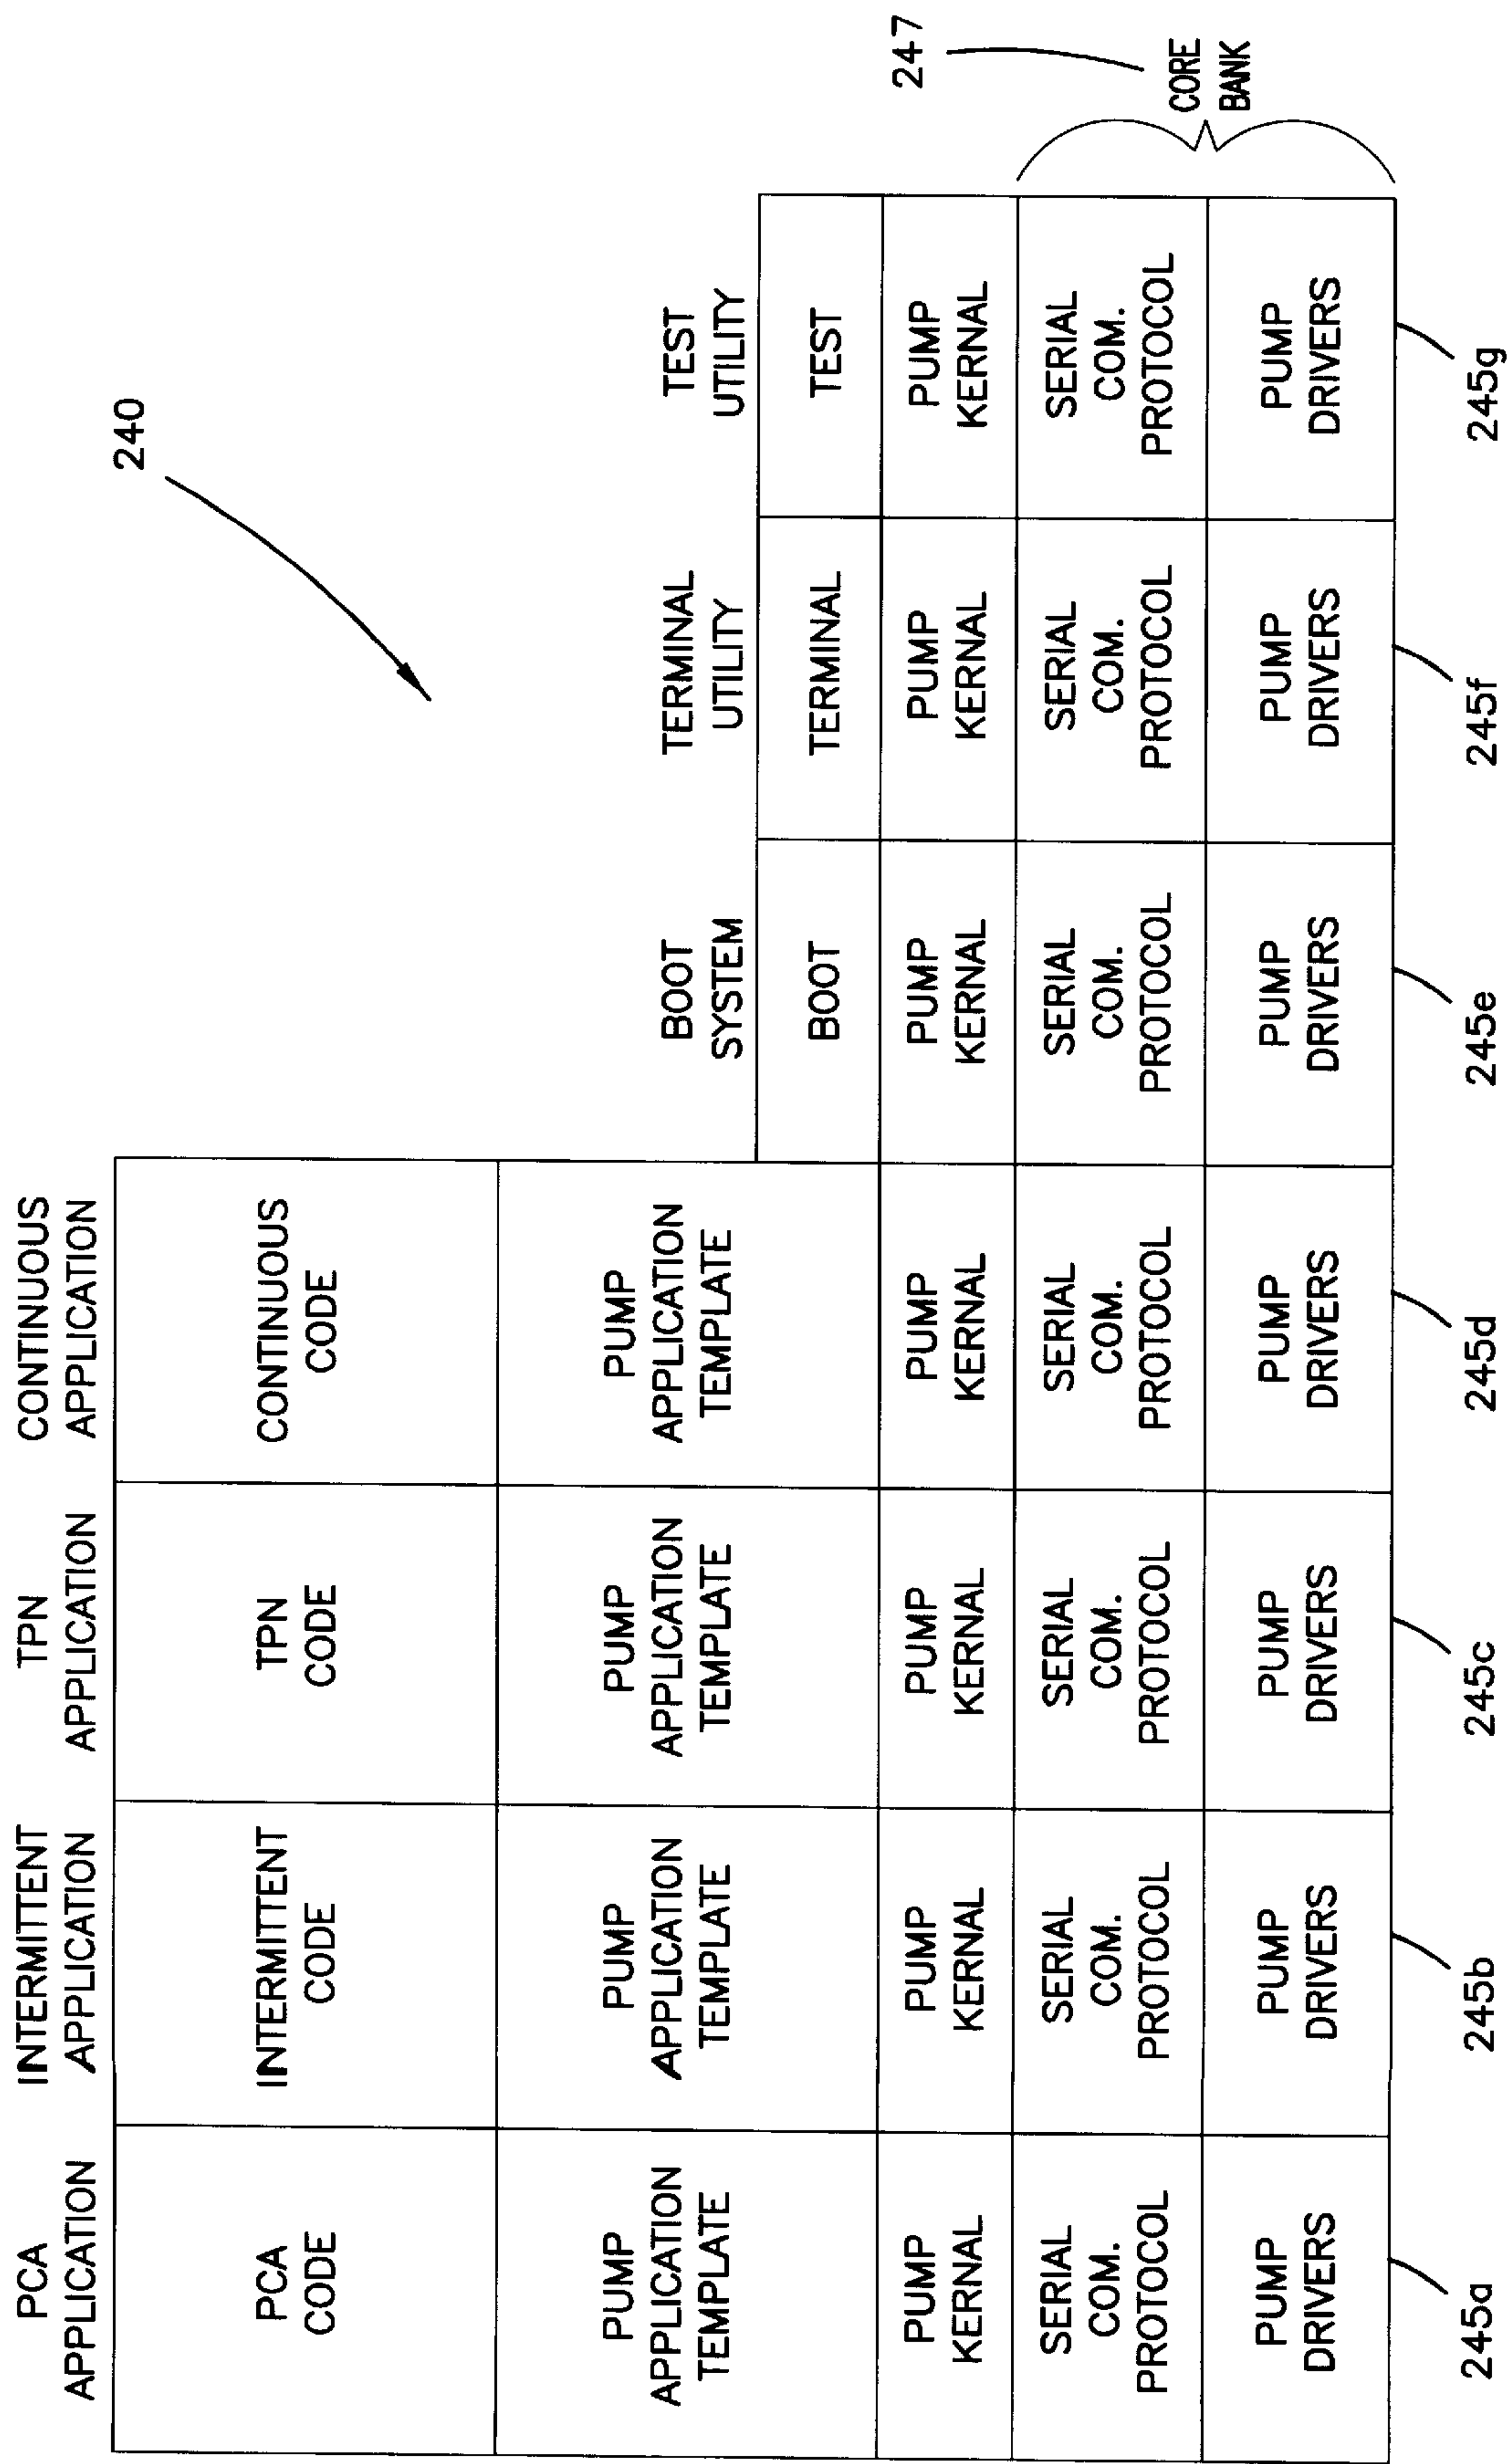 PCA
APPLICATION
INTERMITTENT
APPLICATION
TPN
APPLICATION
CONTINUOUS
APPLICATION
240
PCA
CODE
INTERMITTENT
CODE
TPN
CODE
CONTINUOUS
CODE
PUMP
APPLICATION
TEMPLATE
PUMP
APPLICATION
TEMPLATE
PUMP
APPLICATION
TEMPLATE
PUMP
APPLICATION
TEMPLATE
BOOT
SYSTEM
TERMINAL
UTILITY
TEST
UTILITY
BOOT
TERMINAL
TEST
PUMP
KERNAL
PUMP
KERNAL
PUMP
KERNAL
PUMP
KERNAL
PUMP
KERNAL
PUMP
KERNAL
PUMP
KERNAL
247
SERIAL
COM.
PROTOCOL
SERIAL
COM.
PROTOCOL
SERIAL
COM.
PROTOCOL
SERIAL
COM.
PROTOCOL
SERIAL
COM.
PROTOCOL
SERIAL
COM.
PROTOCOL
SERIAL
COM.
PROTOCOL
CORE
BANK
PUMP
DRIVERS
PUMP
DRIVERS
PUMP
DRIVERS
PUMP
DRIVERS
PUMP
DRIVERS
PUMP
DRIVERS
PUMP
DRIVERS
245a
245b
245c
245d
245e
245f
245g